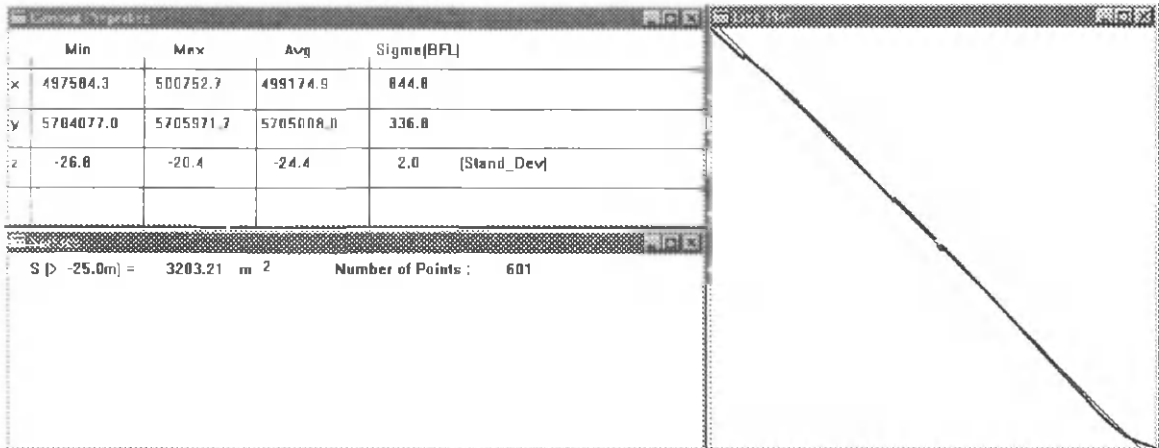 Min Max Avg Sigma(BFL)
x 497584.3 500752.7 499174.9 844.8
y 5704077.0 5705971.7 5705008.0 336.8
z -26.8 -20.4 -24.4 2.0 (Stand_Dev)
S (> -25.0m) = 3203.21 m 2 Number of Points : 601